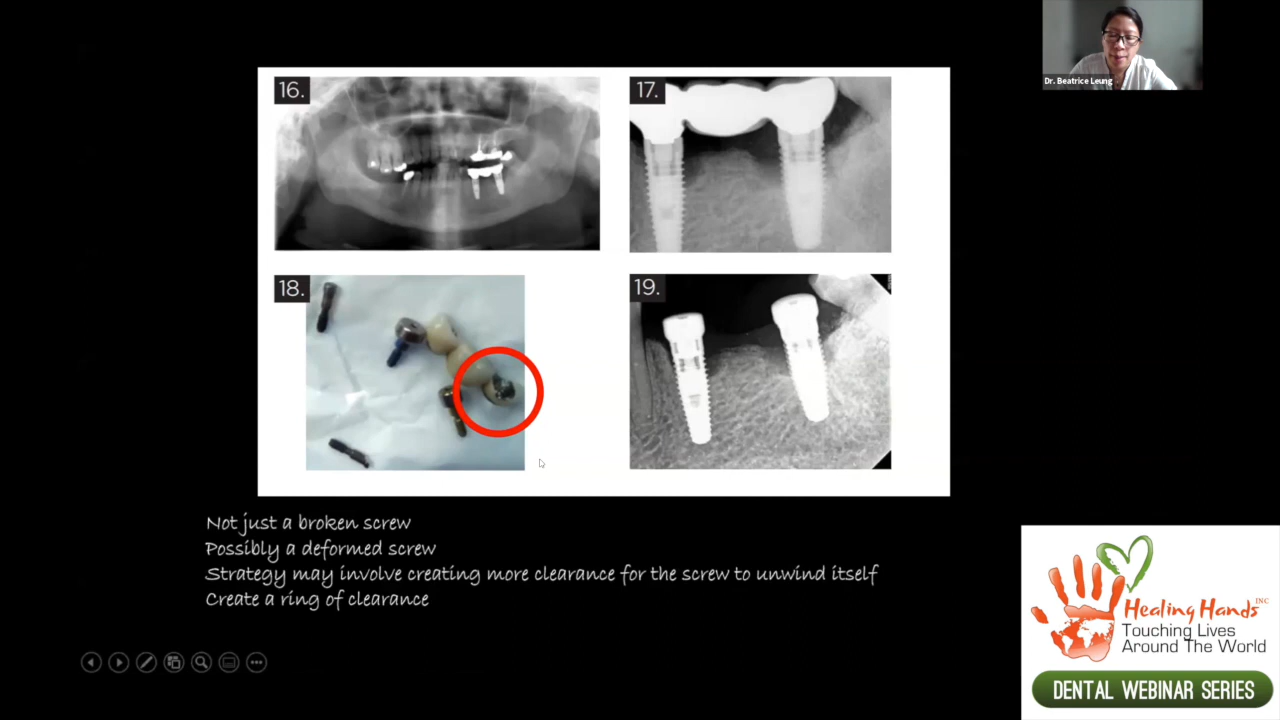 16.
17.
18.
19.
Dr. Beatrice Leung
Not just a broken screw
Possibly a deformed screw
Strategy may involve creating more clearance for the screw to unwind itself
Create a ring of clearance
Healing Hands INC
Touching Lives
Around The World
DENTAL WEBINAR SERIES